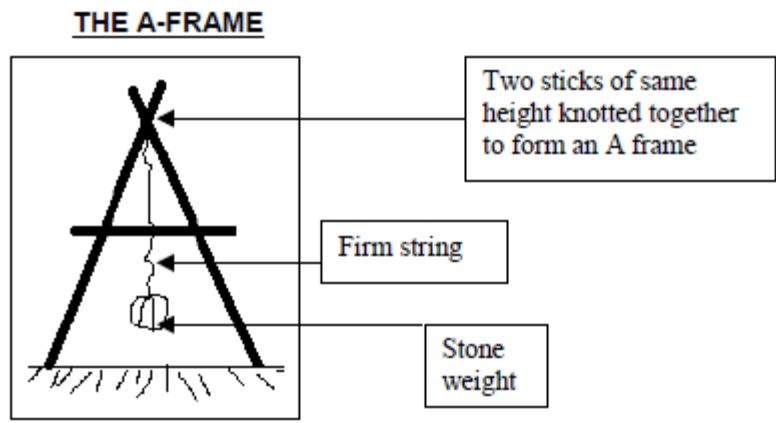 THE A-FRAME
Two sticks of same
height knotted together
to form an A frame
Firm string
Stone
weight